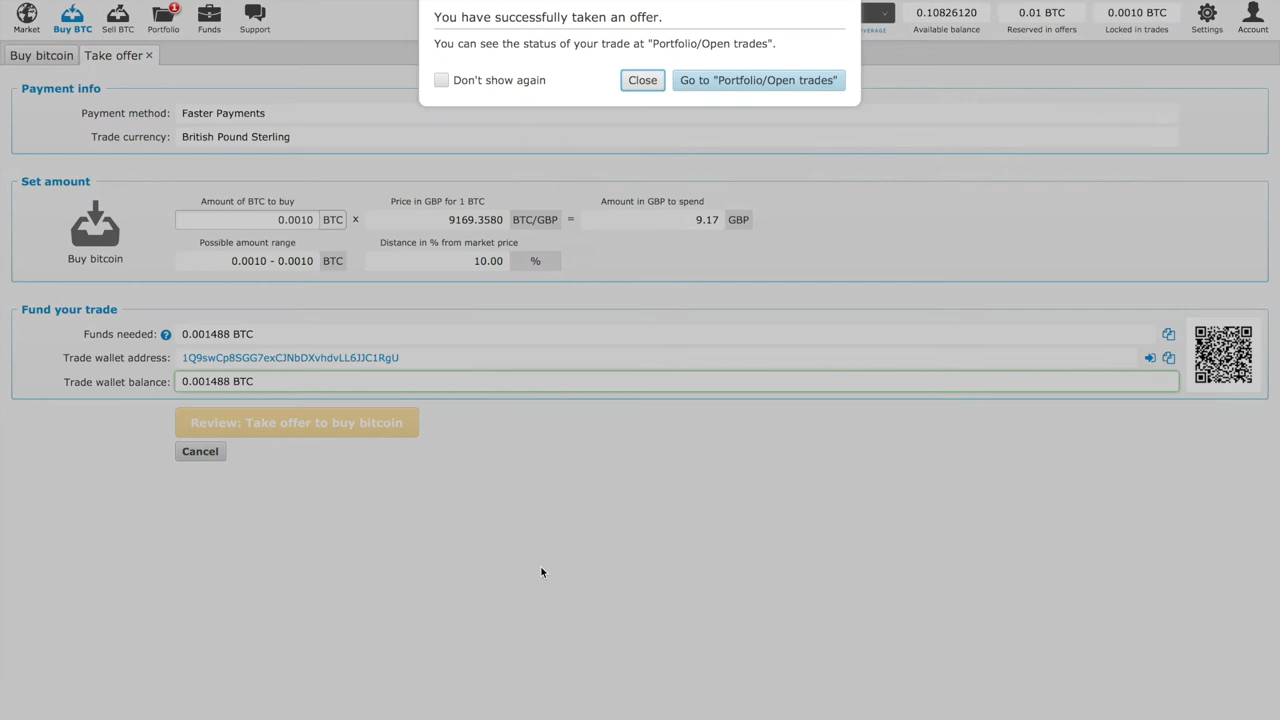 You have successfully taken an offer.
You can see the status of your trade at "Portfolio/Open trades".
Don't show again
Close
Go to "Portfolio/Open trades"
Market
Buy BTC
Sell BTC
1
Portfolio
Funds
Support
0.10826120
Available balance
0.01 BTC
Reserved in offers
0.0010 BTC
Locked in trades
Settings
Account
Buy bitcoin
Take offer ×
Payment info
Payment method: Faster Payments
Trade currency: British Pound Sterling
Set amount
Buy bitcoin
Amount of BTC to buy Price in GBP for 1 BTC Amount in GBP to spend
0.0010 BTC x 9169.3580 BTC/GBP = 9.17 GBP
Possible amount range Distance in % from market price
0.0010 - 0.0010 BTC 10.00 %
Fund your trade
Funds needed: ? 0.001488 BTC
Trade wallet address: 1Q9swCp8SGG7exCJNbDXvhdvLL6JJC1RgU
Trade wallet balance: 0.001488 BTC
Review: Take offer to buy bitcoin
Cancel